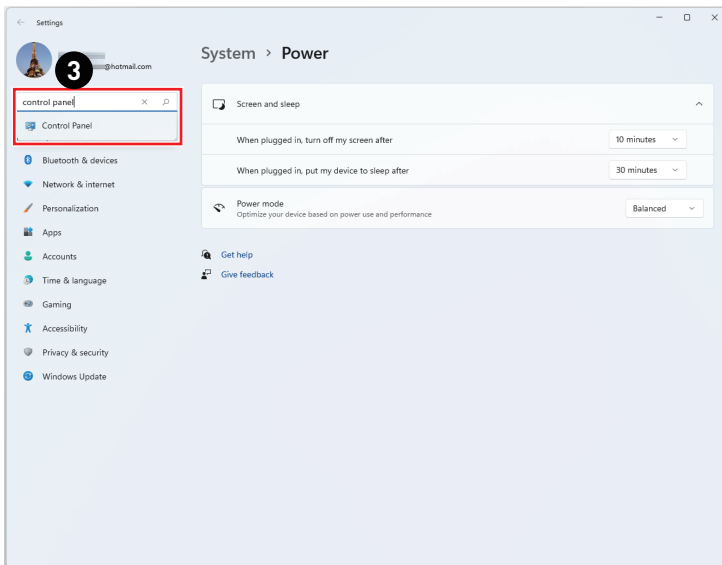 Settings
@hotmail.com
3
System > Power
control panel
Control Panel
Bluetooth & devices
Network & internet
Personalization
Apps
Accounts
Time & language
Gaming
Accessibility
Privacy & security
Windows Update
Screen and sleep
When plugged in, turn off my screen after
10 minutes
When plugged in, put my device to sleep after
30 minutes
Power mode
Optimize your device based on power use and performance
Balanced
Get help
Give feedback